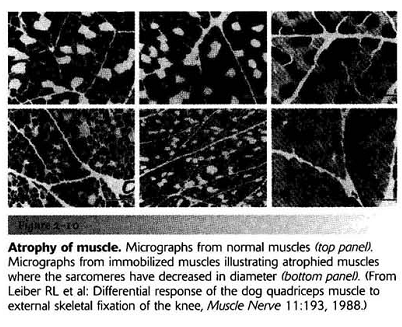 Figure 2-10
Atrophy of muscle. Micrographs from normal muscles (top panel).
Micrographs from immobilized muscles illustrating atrophied muscles
where the sarcomeres have decreased in diameter (bottom panel). (From
Leiber RL et al: Differential response of the dog quadriceps muscle to
external skeletal fixation of the knee, Muscle Nerve 11:193, 1988.)